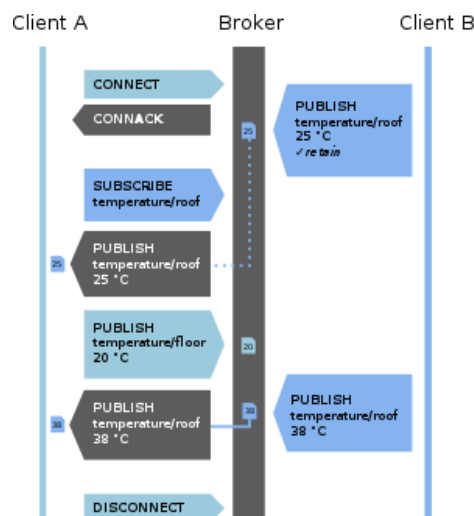 Client A
Broker
Client B
CONNECT
CONNACK
PUBLISH
temperature/roof
25 °C
✓retain
25
SUBSCRIBE
temperature/roof
PUBLISH
temperature/roof
25 °C
25
PUBLISH
temperature/floor
20 °C
20
PUBLISH
temperature/roof
38 °C
38
38
PUBLISH
temperature/roof
38 °C
DISCONNECT